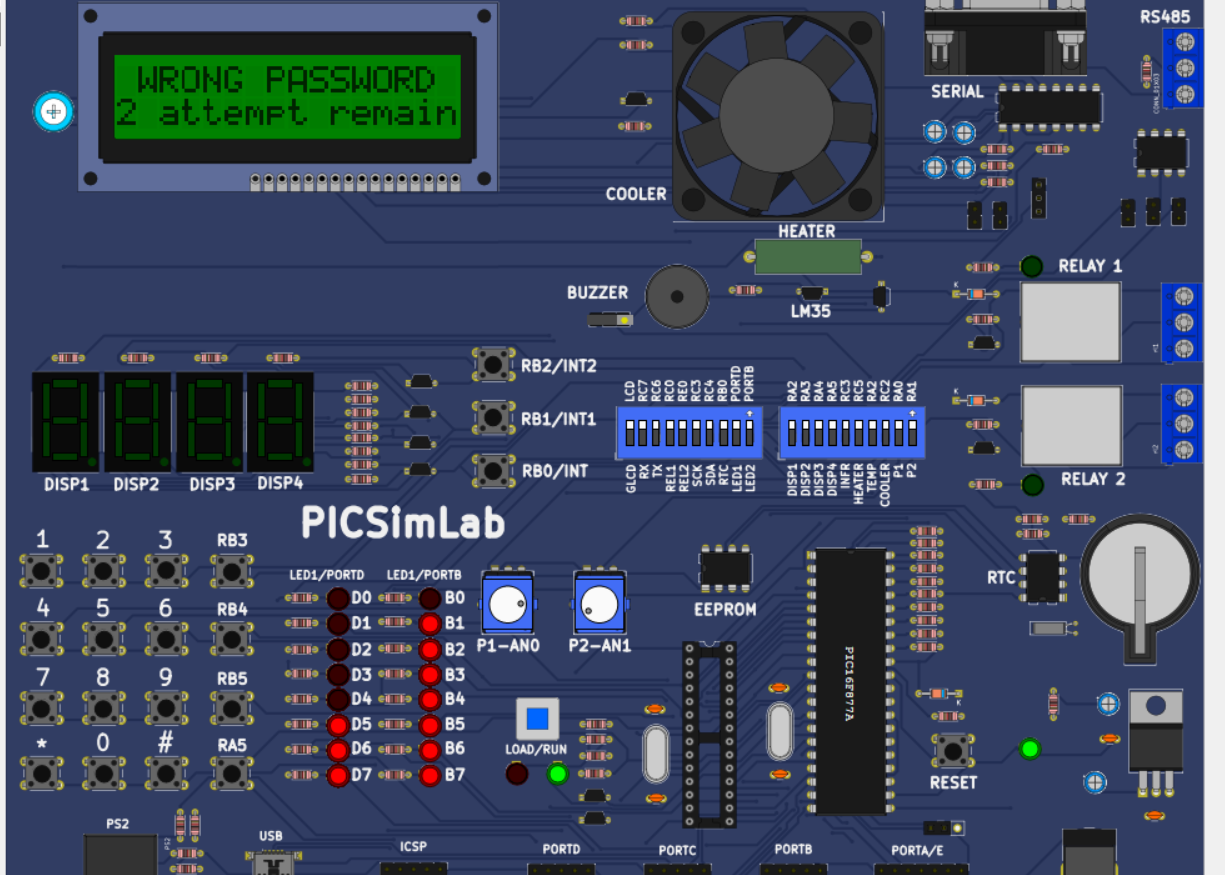 WRONG PASSWORD
2 attempt remain
RS485
SERIAL
CONN_01X03
COOLER
HEATER
BUZZER
LM35
RELAY 1
K
RB2/INT2
RB1/INT1
RB0/INT
LCD RC7 RC6 RC0 RE0 RC3 RC4 RB0 PORTD PORTB
GLCD RX TX REL1 REL2 SCK SDA RTC LED1 LED2
RA2 RA3 RA4 RA5 RC3 RC5 RA2 RC2 RA0 RA1
DISP1 DISP2 DISP3 DISP4 INFR HEATER TEMP COOLER P1 P2
K
RELAY 2
DISP1 DISP2 DISP3 DISP4
PICSimLab
1 2 3 RB3
4 5 6 RB4
7 8 9 RB5
* 0 # RA5
LED1/PORTD LED1/PORTB
D0 B0
D1 B1
D2 B2
D3 B3
D4 B4
D5 B5
D6 B6
D7 B7
P1-AN0 P2-AN1
EEPROM
RTC
PIC16F877A
LOAD/RUN
K
RESET
PS2
PS2
USB
ICSP
PORTD
PORTC
PORTB
PORTA/E